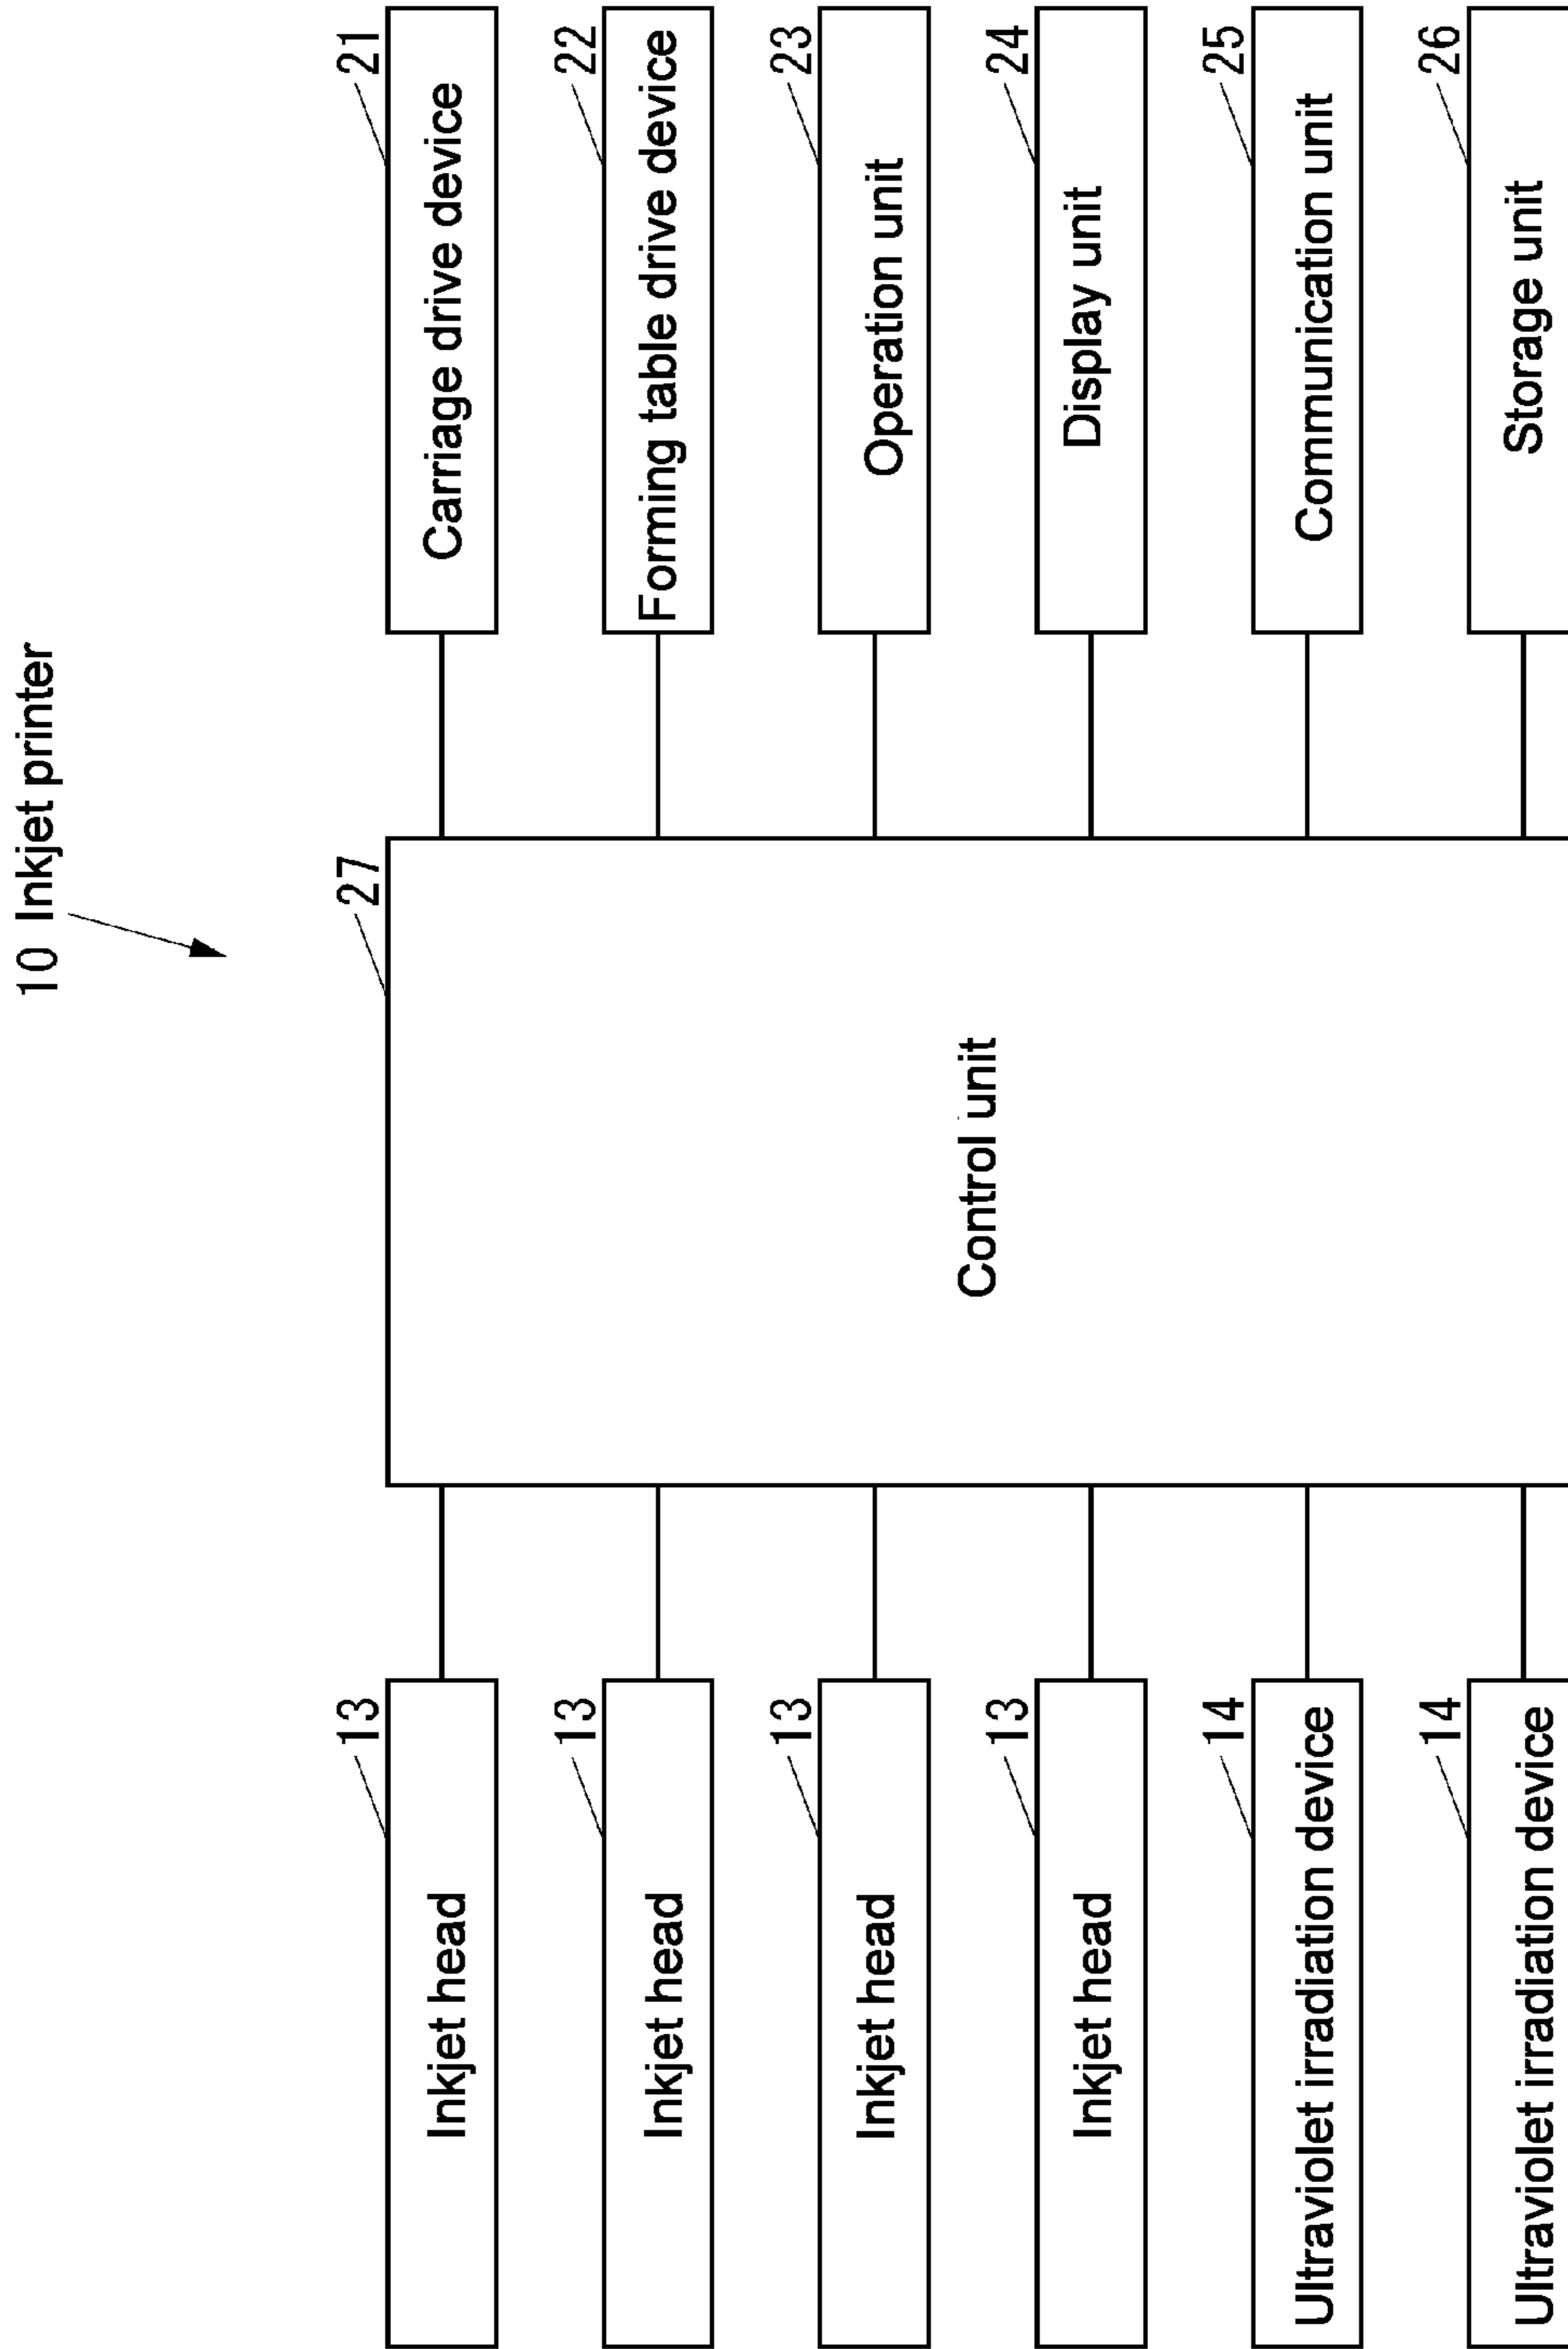 10 Inkjet printer
13
Inkjet head
13
Inkjet head
13
Inkjet head
13
Inkjet head
14
Ultraviolet irradiation device
14
Ultraviolet irradiation device
27
Control unit
21
Carriage drive device
22
Forming table drive device
23
Operation unit
24
Display unit
25
Communication unit
26
Storage unit